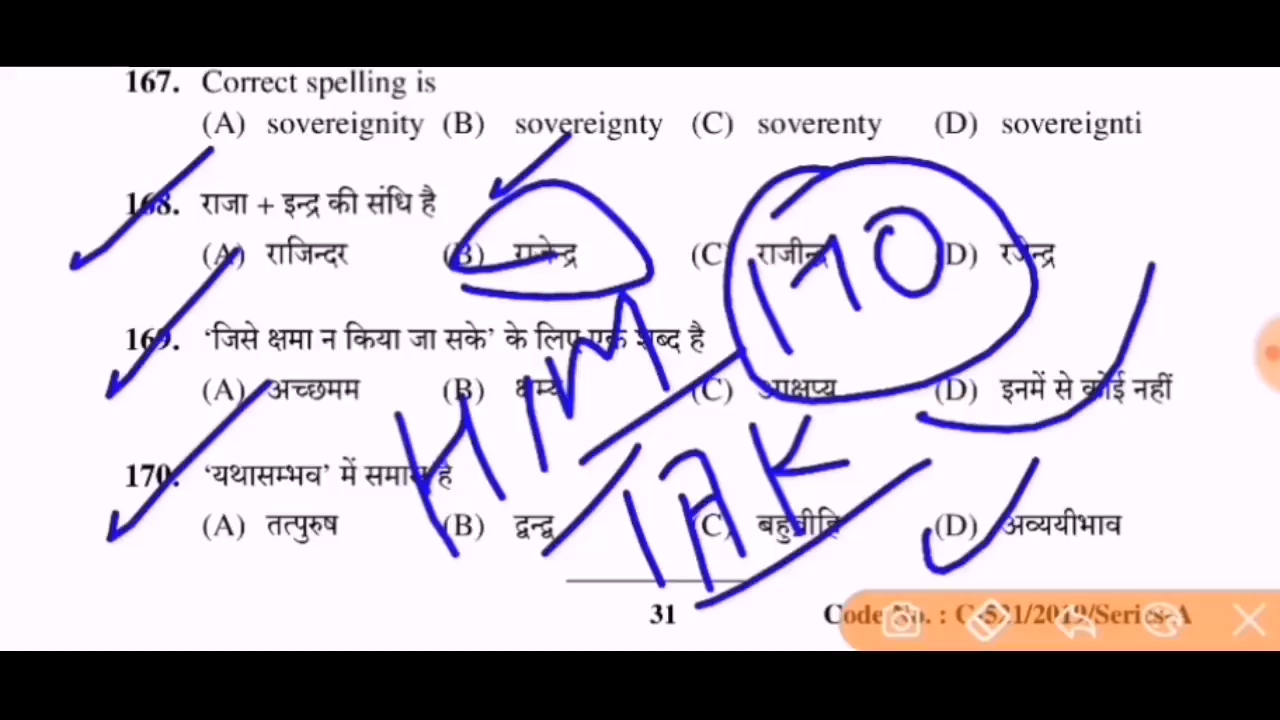 167. Correct spelling is
(A) sovereignity (B) sovereignty (C) soverenty (D) sovereignti
168. राजा + इन्द्र की संधि है
(A) राजिन्दर (B) राजेन्द्र (C) राजीन्द्र (D) रजेन्द्र
170
169. 'जिसे क्षमा न किया जा सके' के लिए एक शब्द है
(A) अच्छमम (B) क्षम्य (C) (D) इनमें से कोई नहीं
HIM
TAK
170. 'यथासम्भव' में समास है
(A) तत्पुरुष (B) द्वन्द्व (C) बहुव्रीहि (D) अव्ययीभाव
31 Code No. : C-521/2019/Series-A